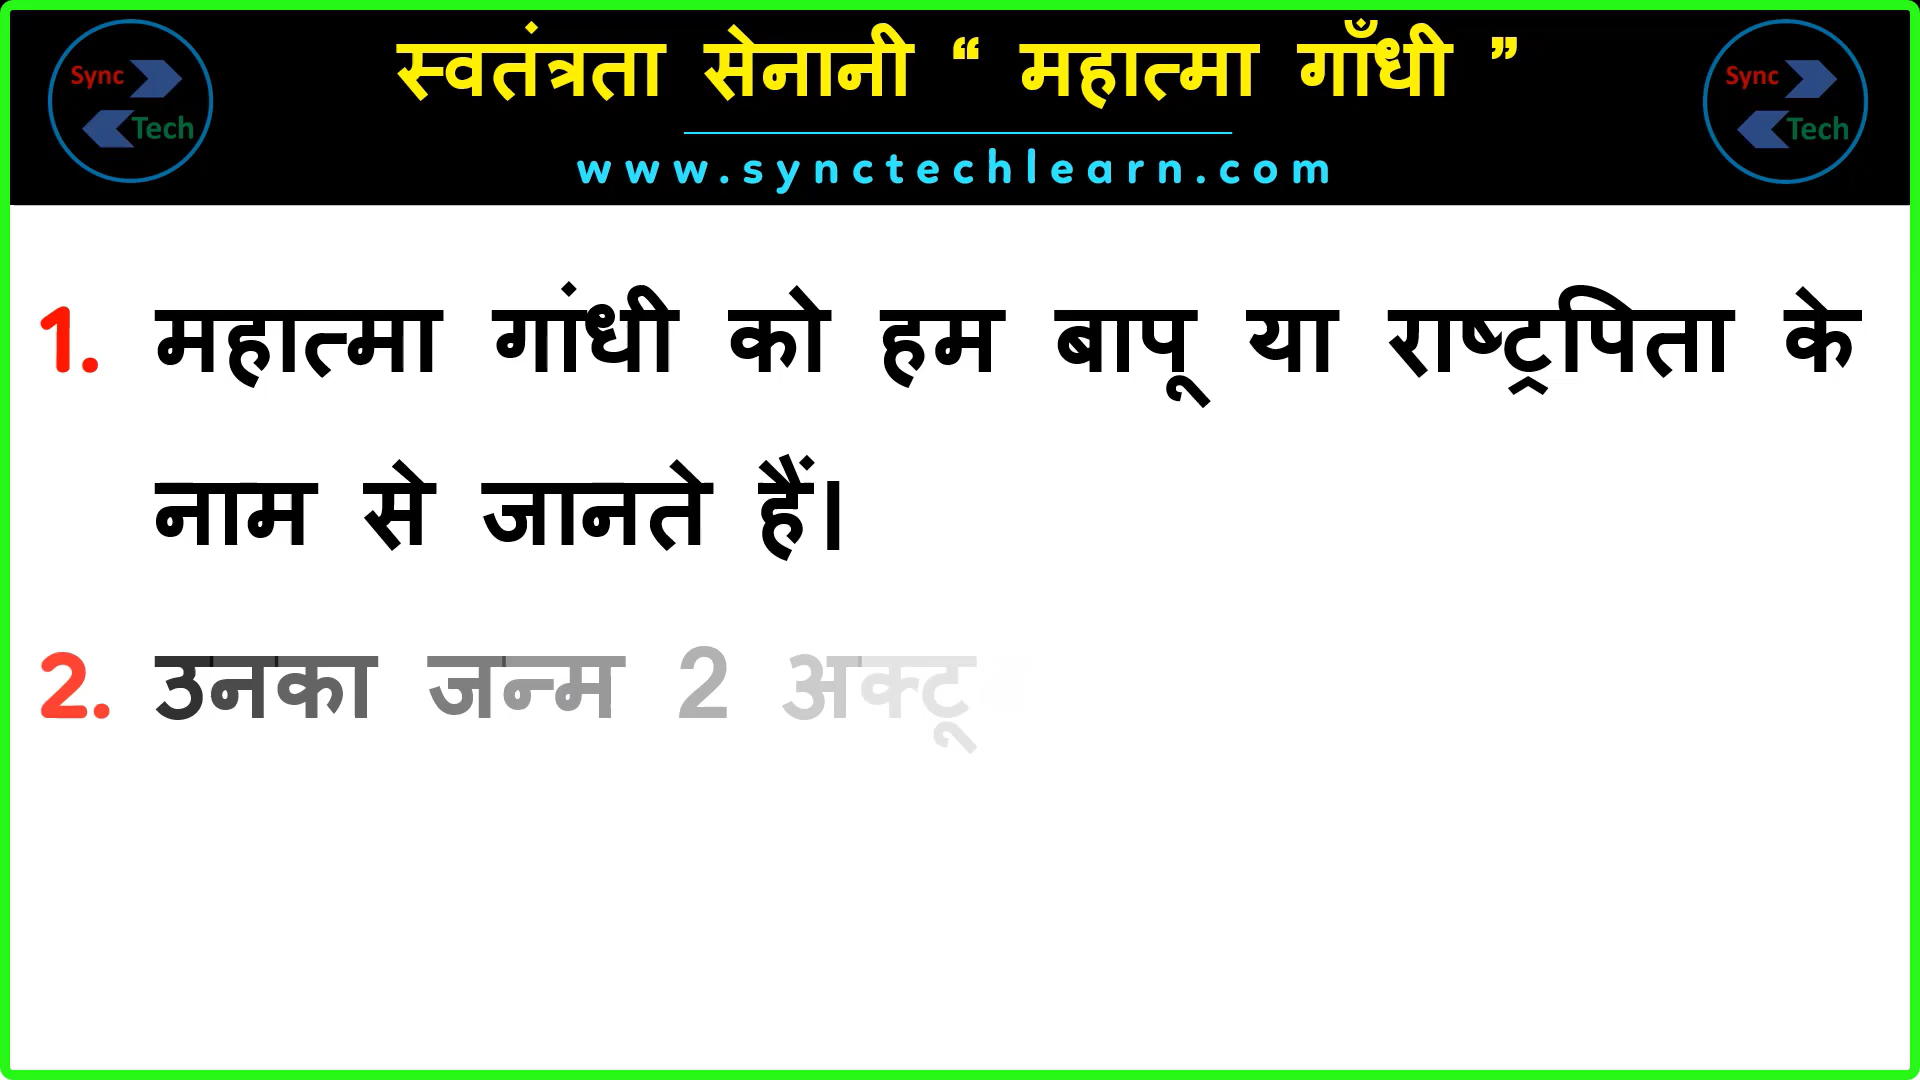 Sync
Tech
स्वतंत्रता सेनानी “ महात्मा गाँधी ”
www.synctechlearn.com
Sync
Tech
1. महात्मा गांधी को हम बापू या राष्ट्रपिता के
नाम से जानते हैं।
2. उनका जन्म 2